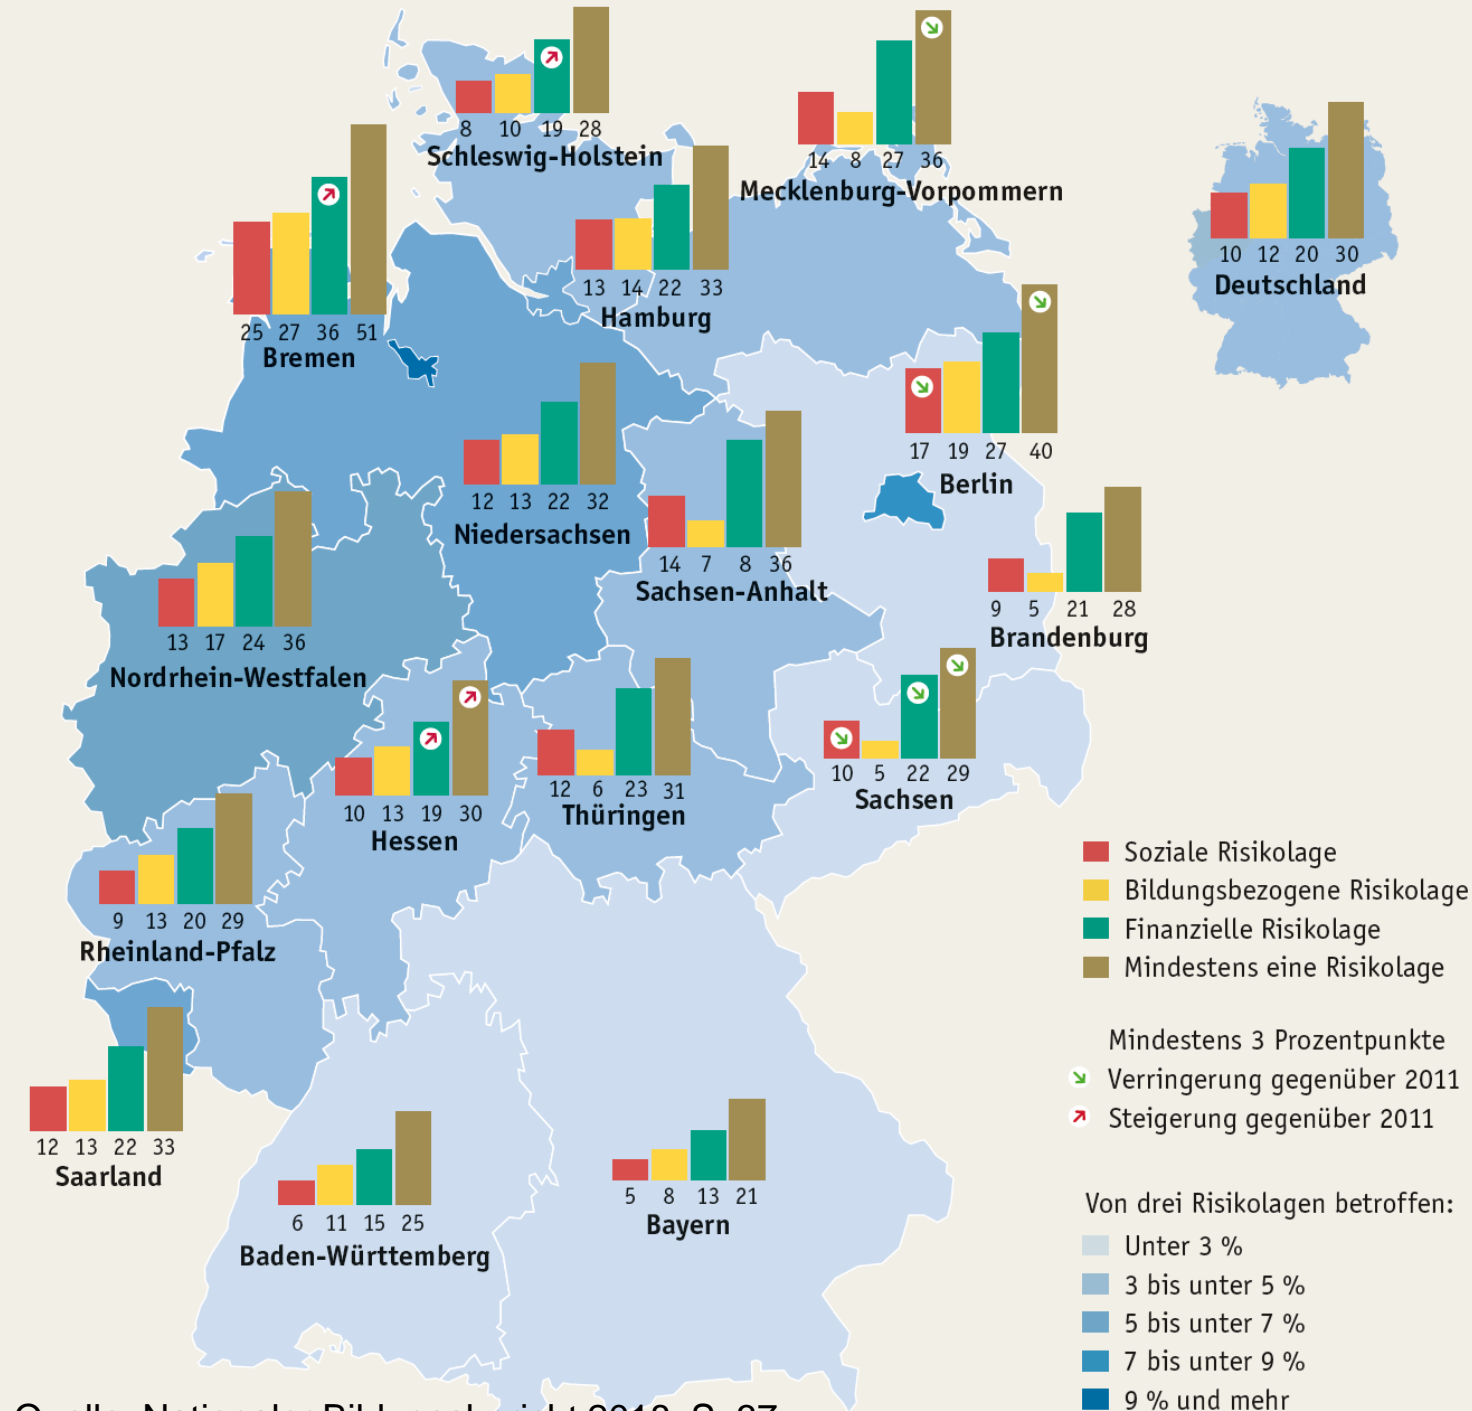 8 10 19 28
Schleswig-Holstein
14 8 27 36
Mecklenburg-Vorpommern
10 12 20 30
Deutschland
13 14 22 33
Hamburg
25 27 36 51
Bremen
17 19 27 40
Berlin
12 13 22 32
Niedersachsen
14 7 8 36
Sachsen-Anhalt
9 5 21 28
Brandenburg
13 17 24 36
Nordrhein-Westfalen
10 13 19 30
Hessen
12 6 23 31
Thüringen
10 5 22 29
Sachsen
9 13 20 29
Rheinland-Pfalz
12 13 22 33
Saarland
6 11 15 25
Baden-Württemberg
5 8 13 21
Bayern
Soziale Risikolage
Bildungsbezogene Risikolage
Finanzielle Risikolage
Mindestens eine Risikolage
Mindestens 3 Prozentpunkte
Verringerung gegenüber 2011
Steigerung gegenüber 2011
Von drei Risikolagen betroffen:
Unter 3 %
3 bis unter 5 %
5 bis unter 7 %
7 bis unter 9 %
9 % und mehr